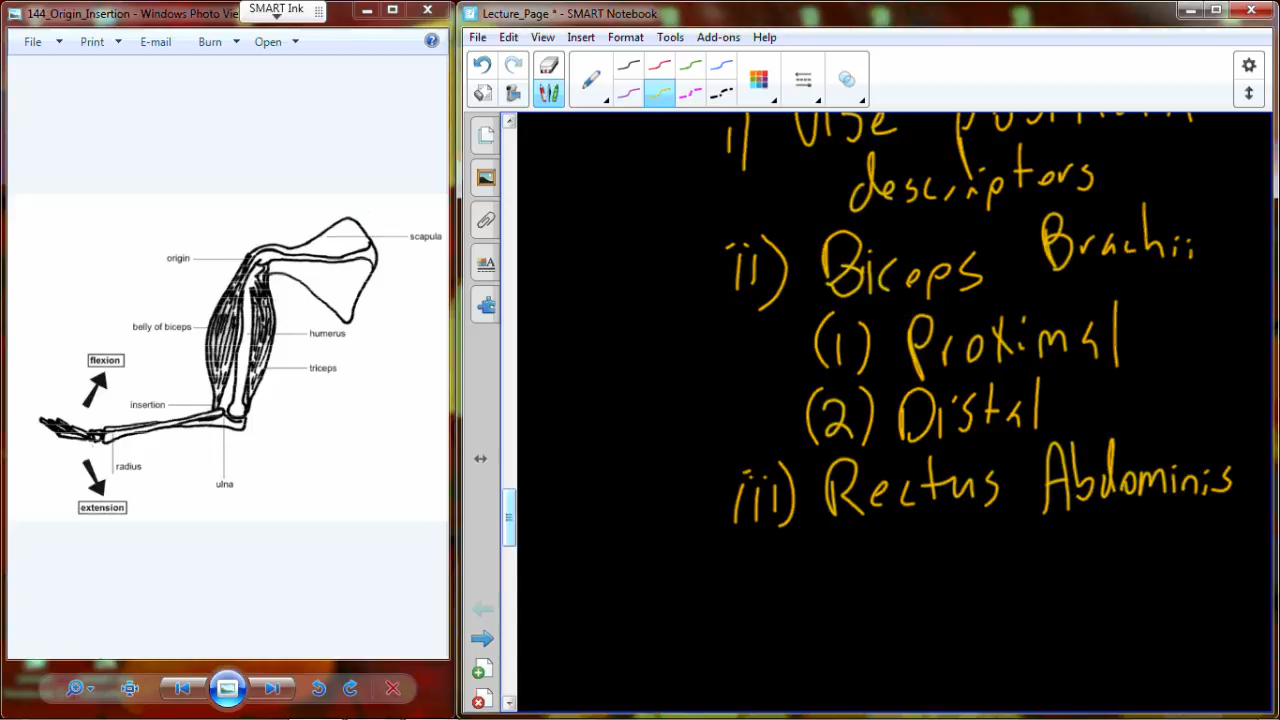 144_Origin_Insertion - Windows Photo Vie
SMART Ink
File Print E-mail Burn Open
origin
scapula
belly of biceps
humerus
flexion
triceps
insertion
radius
ulna
extension
Lecture_Page * - SMART Notebook
File Edit View Insert Format Tools Add-ons Help
i) Use
descriptors
ii) Biceps Brachii
(1) Proximal
(2) Distal
iii) Rectus Abdominis